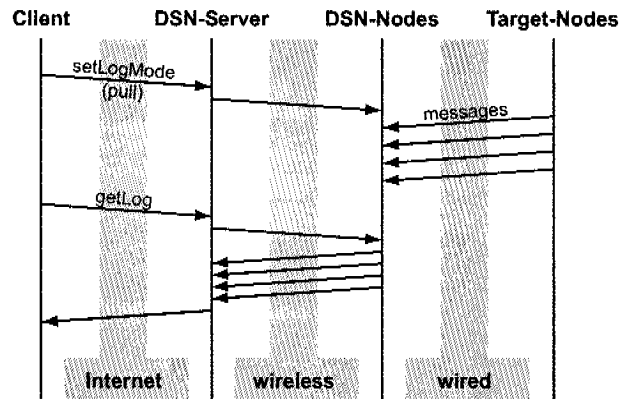 Client DSN-Server DSN-Nodes Target-Nodes
setLogMode
(pull)
messages
getLog
Internet wireless wired